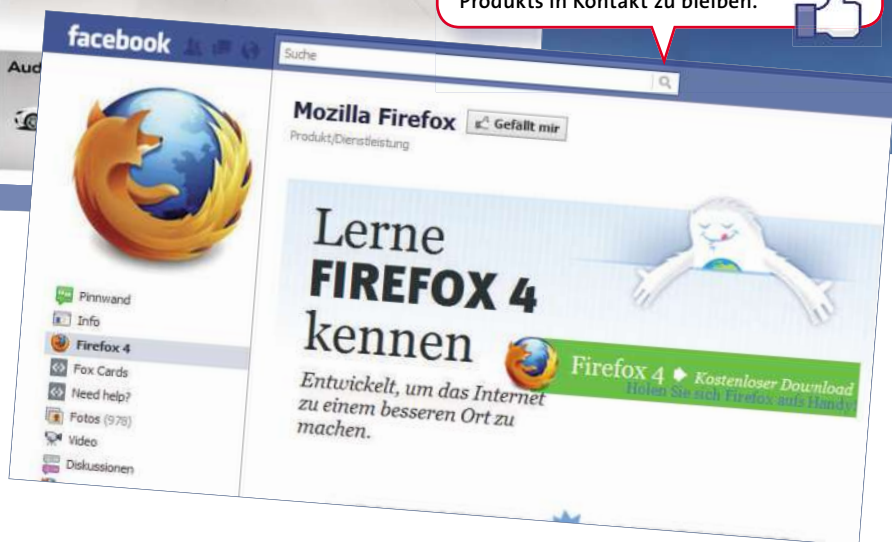 Produkts in Kontakt zu bleiben.
Aud
facebook
Suche
Mozilla Firefox
Gefällt mir
Produkt/Dienstleistung
Lerne
FIREFOX 4
kennen
Entwickelt, um das Internet
zu einem besseren Ort zu
machen.
Firefox 4
Kostenloser Download
Holen Sie sich Firefox aufs Handy!
Pinnwand
Info
Firefox 4
Fox Cards
Need help?
Fotos (978)
Video
Diskussionen